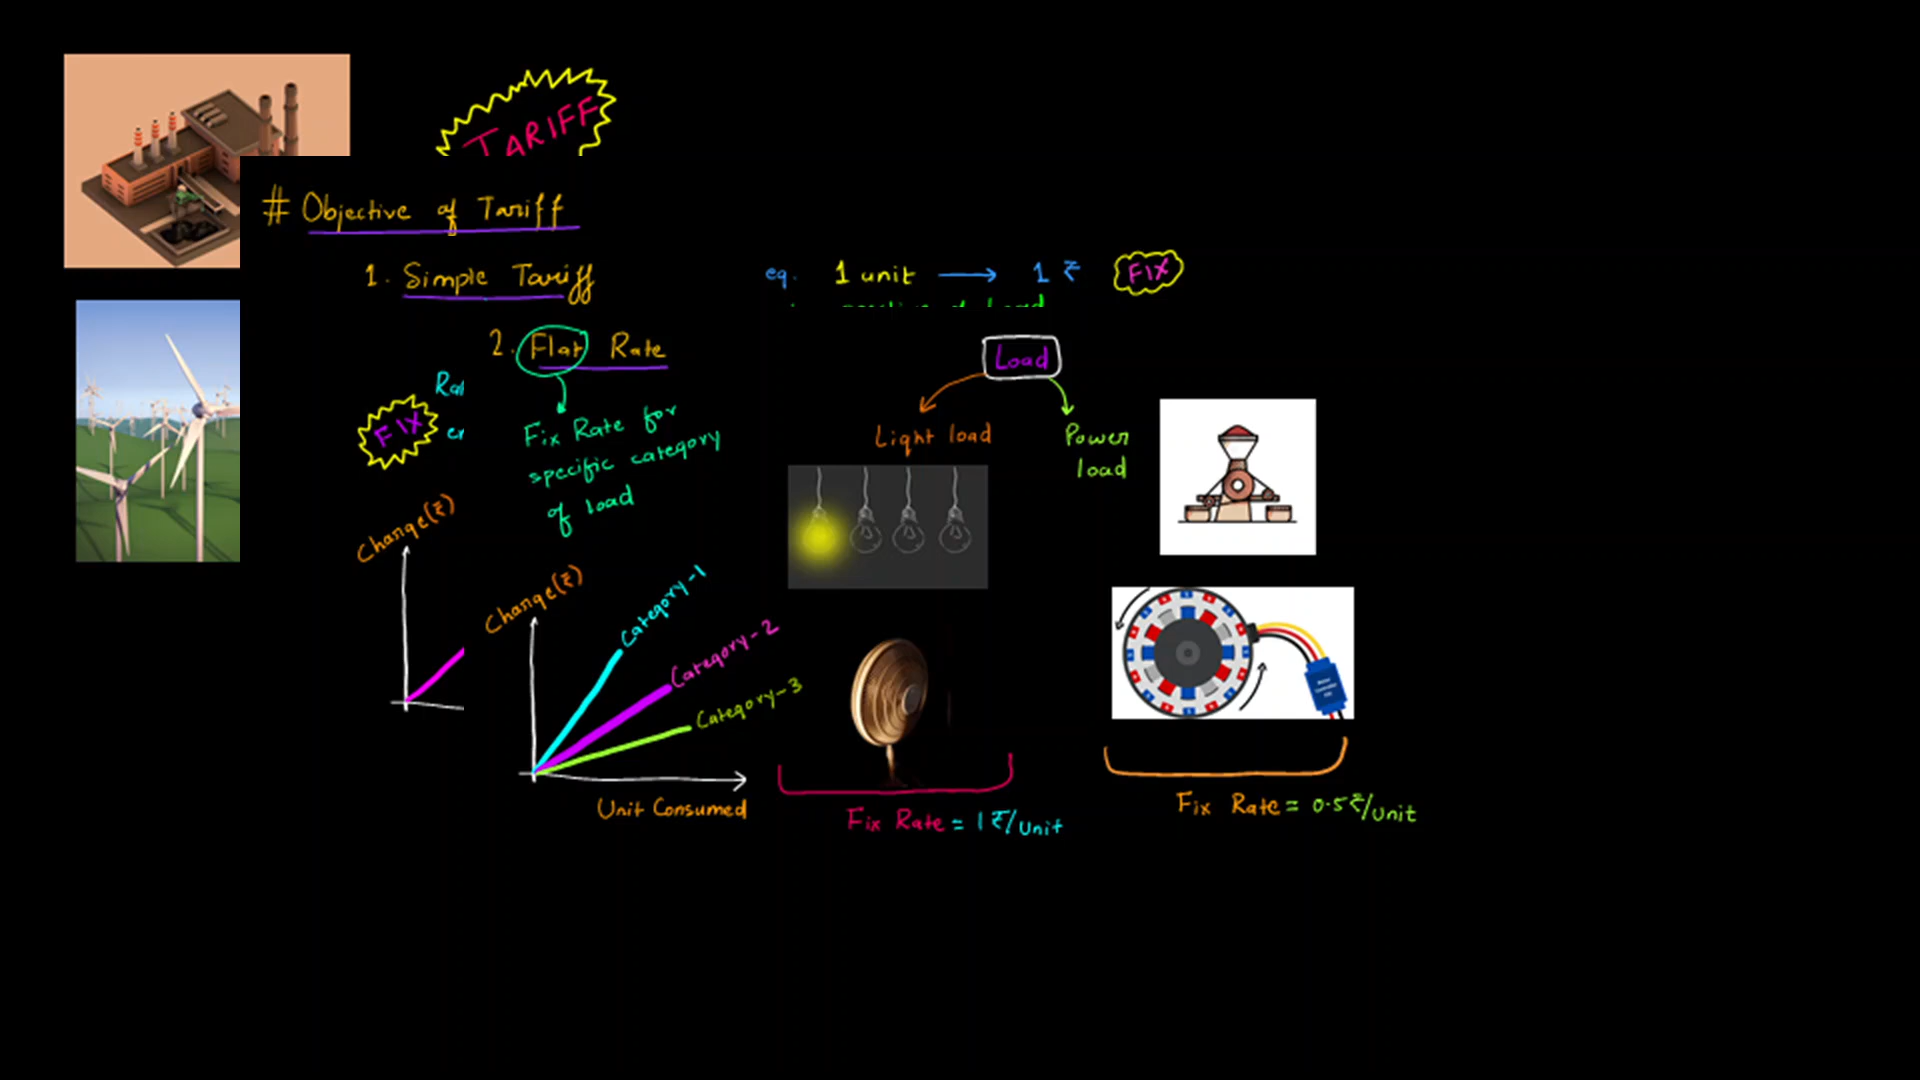 TARIFF
# Objective of Tariff
1. Simple Tariff
eq. 1 unit → 1 ₹ FIX
2. Flat Rate
Load
FIX
Fix Rate for
specific category
of load
Light load
Power
load
Change(₹)
Change(₹)
Category-1
Category-2
Category-3
Unit Consumed
Fix Rate = 1 ₹/unit
Fix Rate = 0.5₹/unit